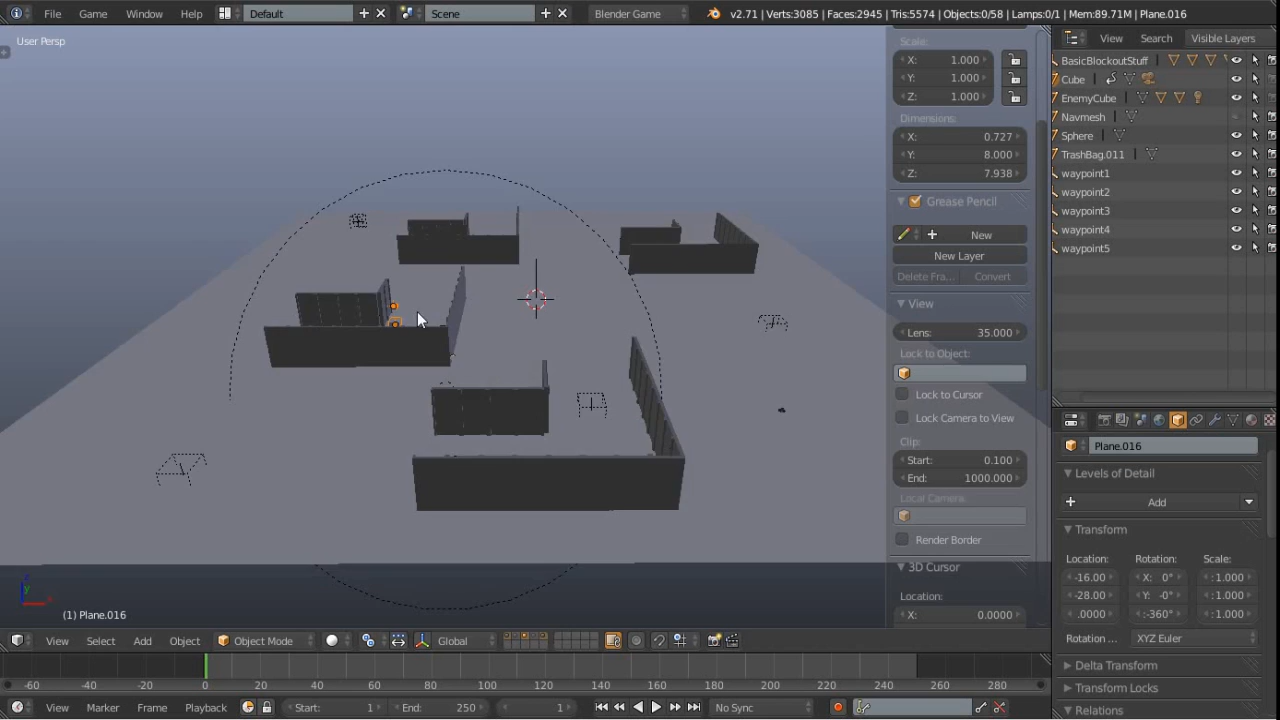 File Game Window Help Default Scene Blender Game v2.71 | Verts:3085 | Faces:2945 | Tris:5574 | Objects:0/58 | Lamps:0/1 | Mem:89.71M | Plane.016
User Persp
Scale:
X: 1.000
Y: 1.000
Z: 1.000
Dimensions:
X: 0.727
Y: 8.000
Z: 7.938
Grease Pencil
New
New Layer
Delete Fra... Convert
View
Lens: 35.000
Lock to Object:
Lock to Cursor
Lock Camera to View
Clip:
Start: 0.100
End: 1000.000
Local Camera:
Render Border
3D Cursor
Location:
X: 0.0000
View Search Visible Layers
BasicBlockoutStuff
Cube
EnemyCube
Navmesh
Sphere
TrashBag.011
waypoint1
waypoint2
waypoint3
waypoint4
waypoint5
Plane.016
Levels of Detail
Add
Transform
Location: Rotation: Scale:
-16.00 X: 0° :1.000
-28.00 Y: -0° :1.000
.0000 :-360° :1.000
Rotation ... XYZ Euler
Delta Transform
Transform Locks
Relations
(1) Plane.016
View Select Add Object Object Mode Global
-60 -40 -20 0 20 40 60 80 100 120 140 160 180 200 220 240 260 280
View Marker Frame Playback Start: 1 End: 250 1 No Sync